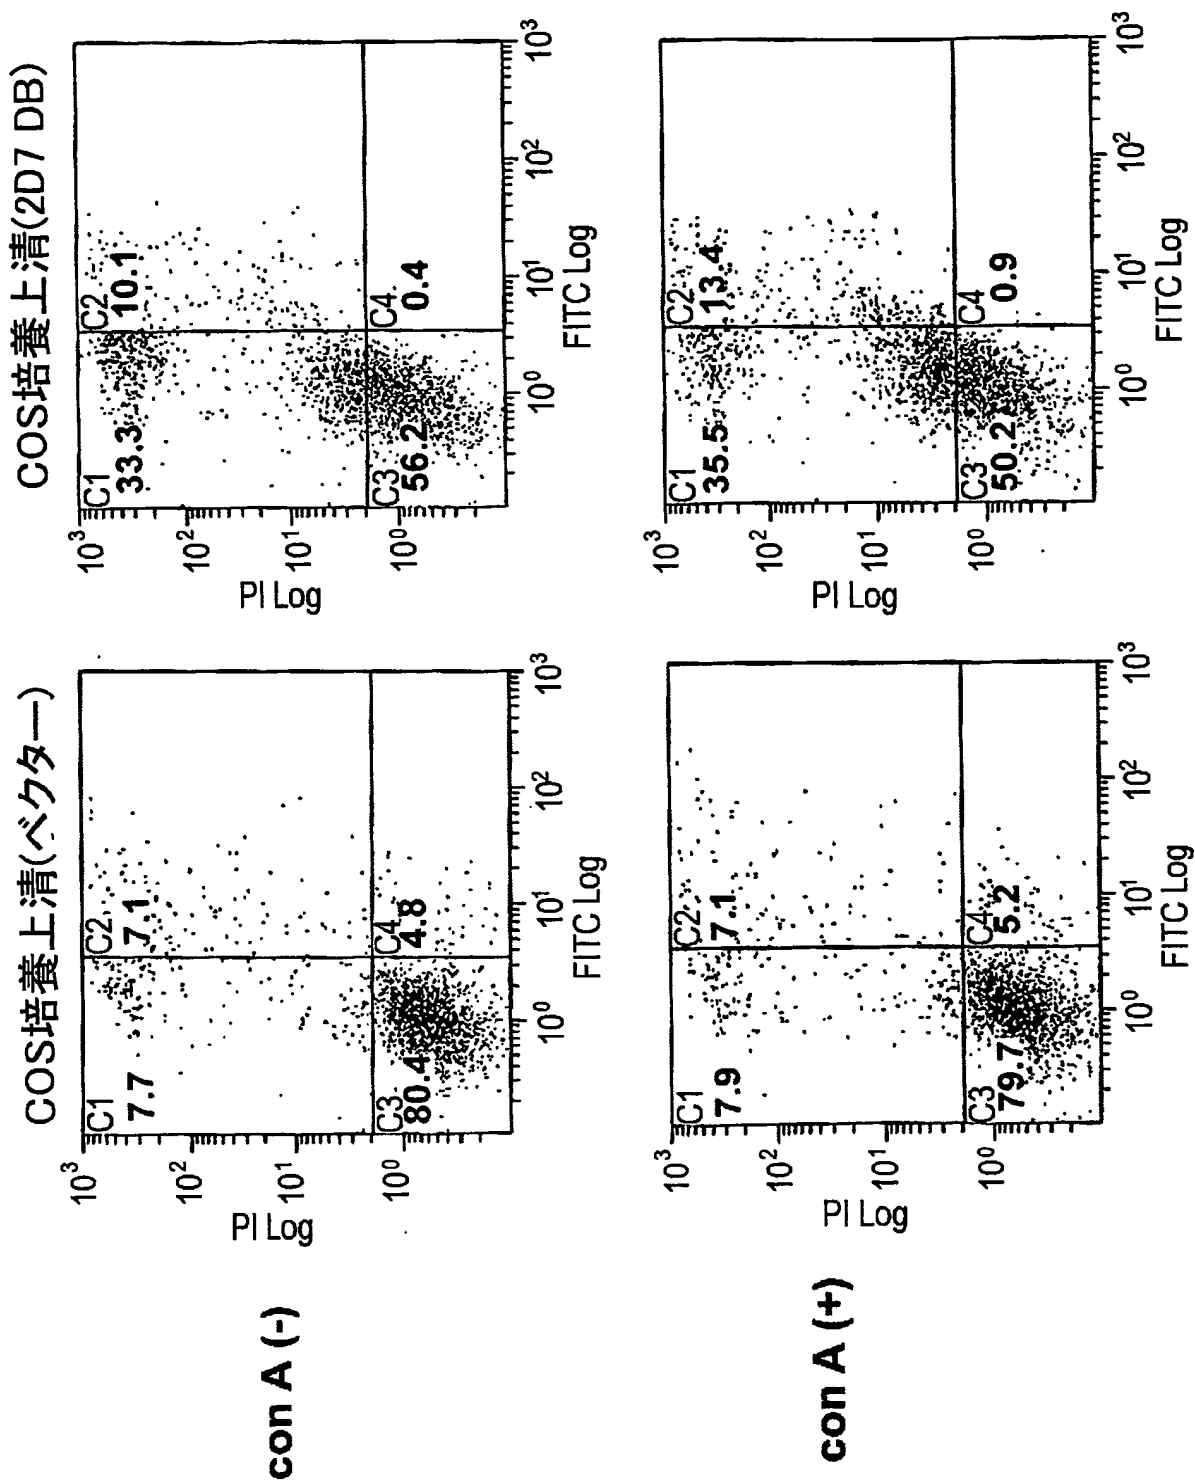 COS培養上清(ベクター)
COS培養上清(2D7 DB)
con A (-)
PI Log
10³
10²
10¹
10⁰
C1
7.7
C2
7.1
C3
80.4
C4
4.8
10⁰
10¹
10²
10³
FITC Log
PI Log
10³
10²
10¹
10⁰
C1
33.3
C2
10.1
C3
56.2
C4
0.4
10⁰
10¹
10²
10³
FITC Log
con A (+)
PI Log
10³
10²
10¹
10⁰
C1
7.9
C2
7.1
C3
79.7
C4
5.2
10⁰
10¹
10²
10³
FITC Log
PI Log
10³
10²
10¹
10⁰
C1
35.5
C2
13.4
C3
50.2
C4
0.9
10⁰
10¹
10²
10³
FITC Log